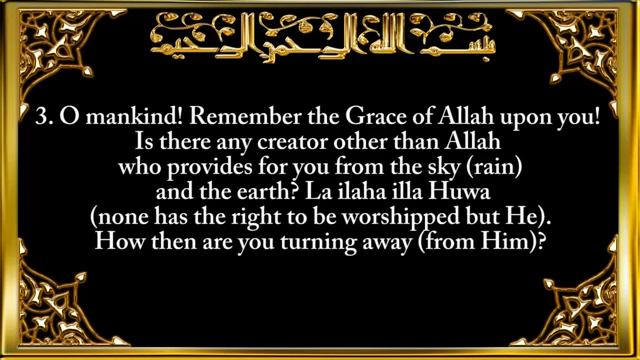 بسم الله الرحمن الرحيم
3. O mankind! Remember the Grace of Allah upon you!
Is there any creator other than Allah
who provides for you from the sky (rain)
and the earth? La ilaha illa Huwa
(none has the right to be worshipped but He).
How then are you turning away (from Him)?